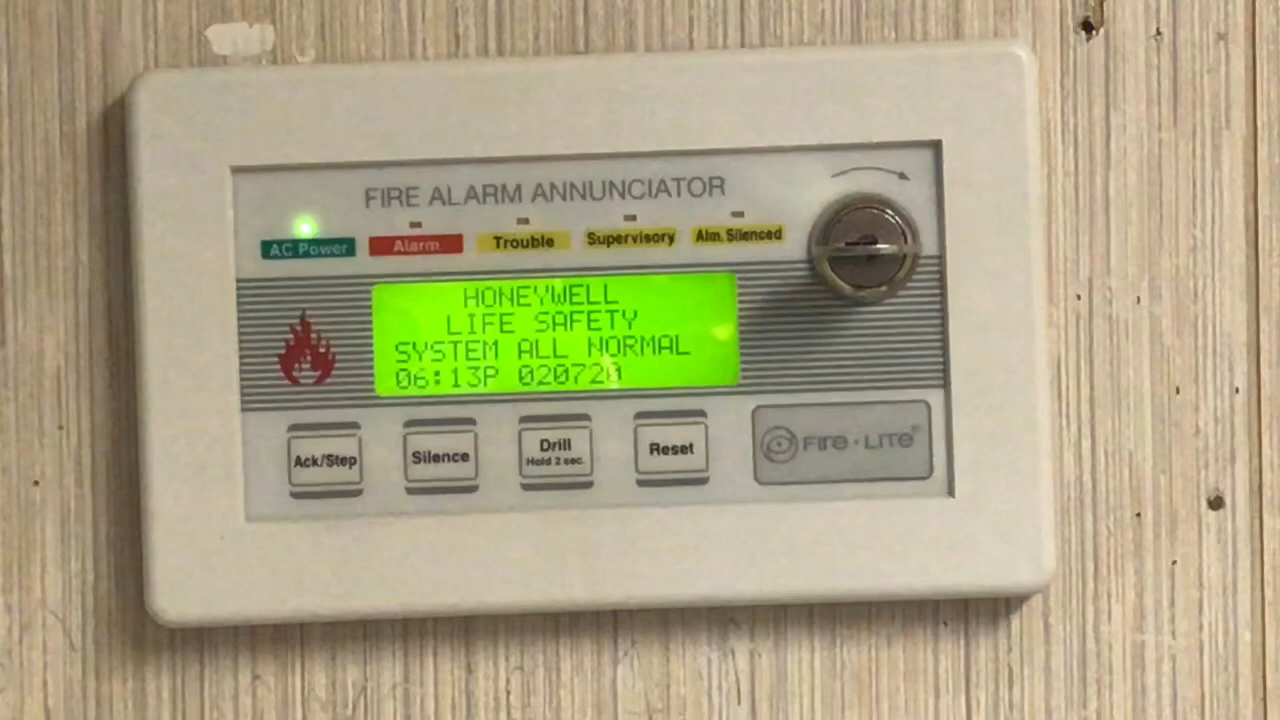 FIRE ALARM ANNUNCIATOR
AC Power Alarm Trouble Supervisory Alm. Silenced
HONEYWELL
LIFE SAFETY
SYSTEM ALL NORMAL
06:13P 020720
Ack/Step Silence Drill Reset
Hold 2 sec.
FIRE•LITE®